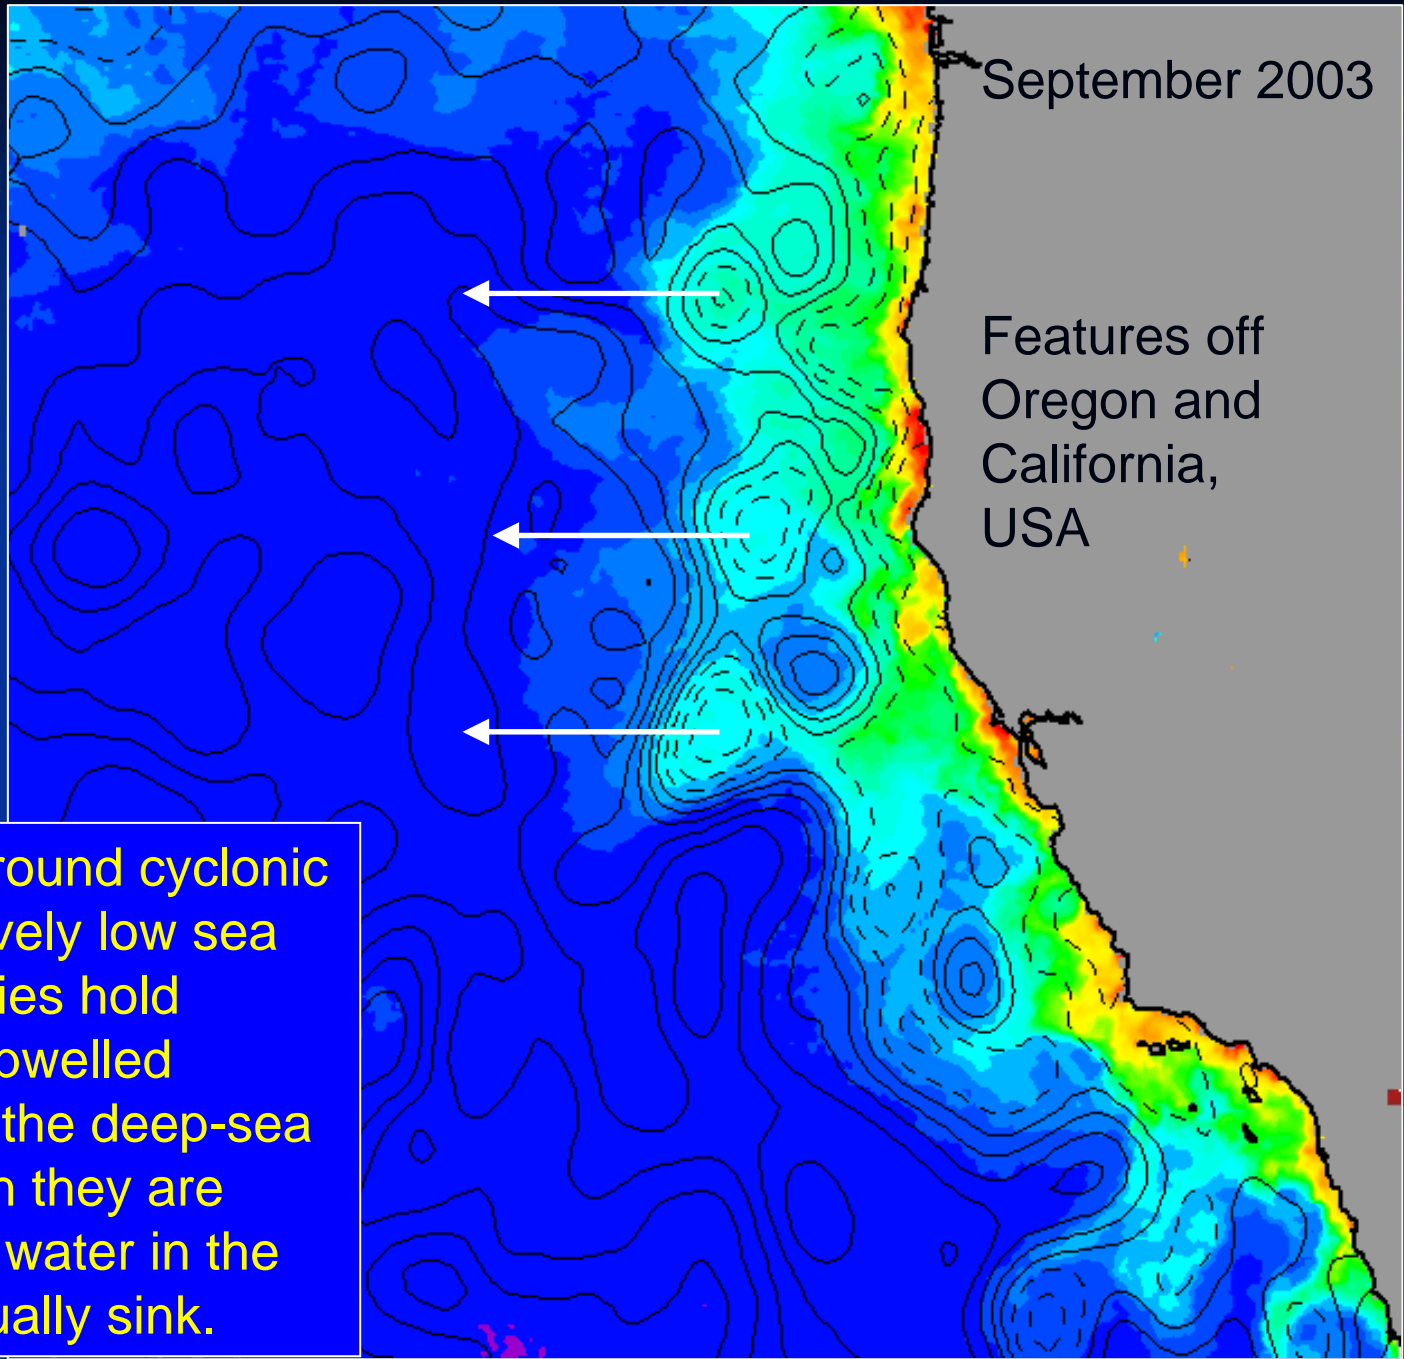 September 2003
Features off
Oregon and
California,
USA
round cyclonic
vely low sea
ies hold
pwelled
the deep-sea
n they are
water in the
ually sink.